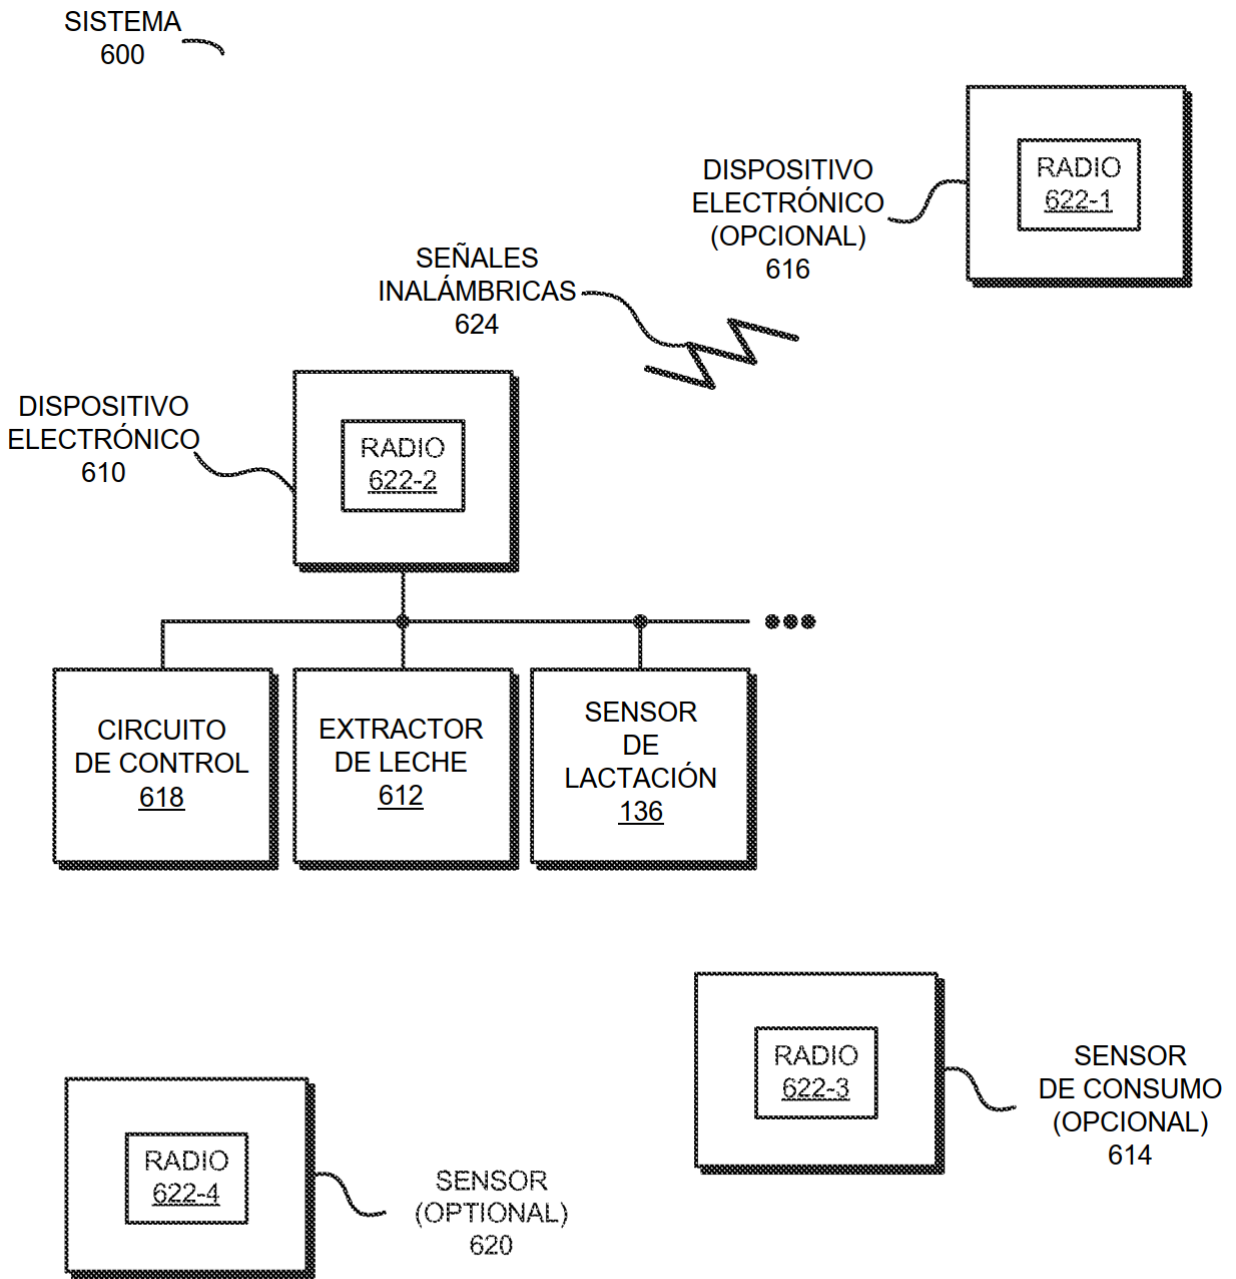 SISTEMA
600
RADIO
622-1
DISPOSITIVO
ELECTRÓNICO
(OPCIONAL)
616
SEÑALES
INALÁMBRICAS
624
DISPOSITIVO
ELECTRÓNICO
610
RADIO
622-2
CIRCUITO
DE CONTROL
618
EXTRACTOR
DE LECHE
612
SENSOR
DE
LACTACIÓN
136
RADIO
622-3
SENSOR
DE CONSUMO
(OPCIONAL)
614
RADIO
622-4
SENSOR
(OPTIONAL)
620